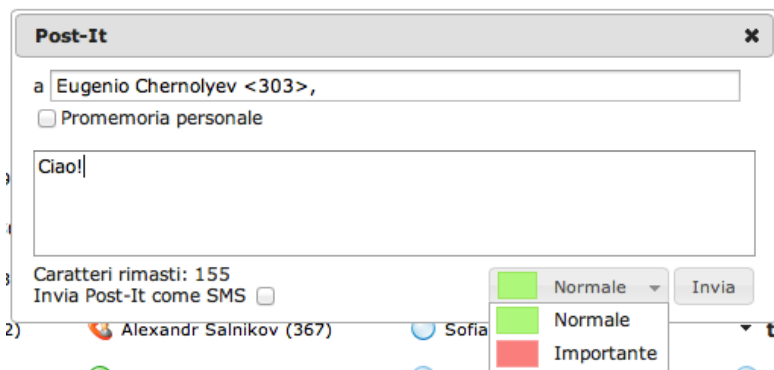 Post-It
a Eugenio Chernolyev <303>,
Promemoria personale
Ciao!
Caratteri rimasti: 155
Invia Post-It come SMS
Normale
Invia
Normale
Importante
2) Alexandr Salnikov (367) Sofia t